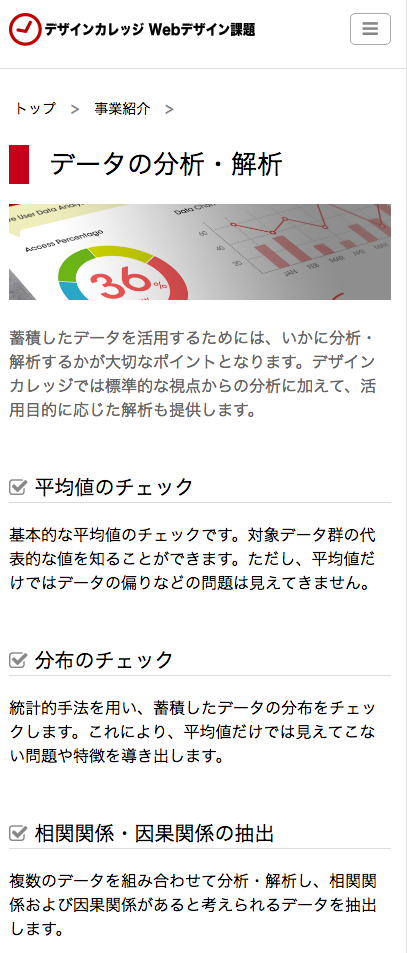 デザインカレッジ Webデザイン課題
トップ > 事業紹介 >
データの分析・解析
ve User Data Analy
Data Char
Access Percentage
60
40
20
36%
JAN FEB MAR APR MAY
蓄積したデータを活用するためには、いかに分析・
解析するかが大切なポイントとなります。デザイン
カレッジでは標準的な視点からの分析に加えて、活
用目的に応じた解析も提供します。
平均値のチェック
基本的な平均値のチェックです。対象データ群の代
表的な値を知ることができます。ただし、平均値だ
けではデータの偏りなどの問題は見えてきません。
分布のチェック
統計的手法を用い、蓄積したデータの分布をチェッ
クします。これにより、平均値だけでは見えてこな
い問題や特徴を導き出します。
相関関係・因果関係の抽出
複数のデータを組み合わせて分析・解析し、相関関
係および因果関係があると考えられるデータを抽出
します。